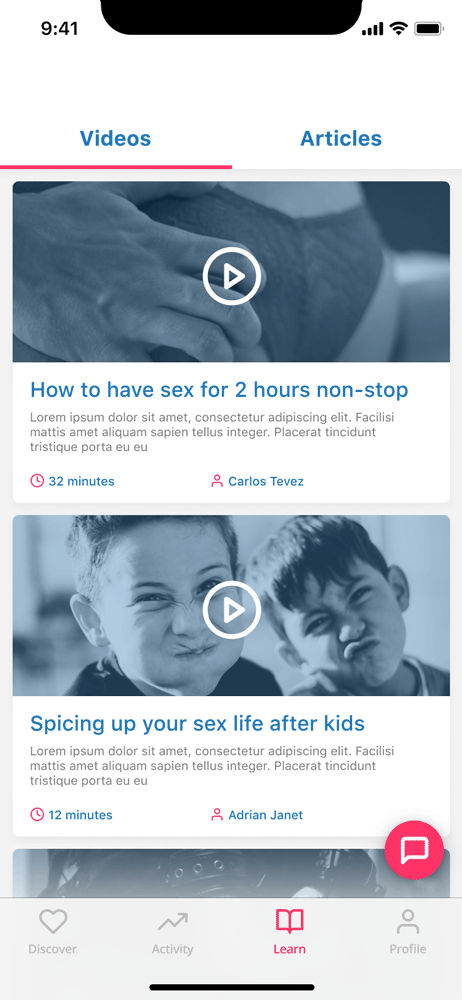 9:41
Videos
Articles
How to have sex for 2 hours non-stop
Lorem ipsum dolor sit amet, consectetur adipiscing elit. Facilisi
mattis amet aliquam sapien tellus integer. Placerat tincidunt
tristique porta eu eu
32 minutes
Carlos Tevez
Spicing up your sex life after kids
Lorem ipsum dolor sit amet, consectetur adipiscing elit. Facilisi
mattis amet aliquam sapien tellus integer. Placerat tincidunt
tristique porta eu eu
12 minutes
Adrian Janet
Discover
Activity
Learn
Profile